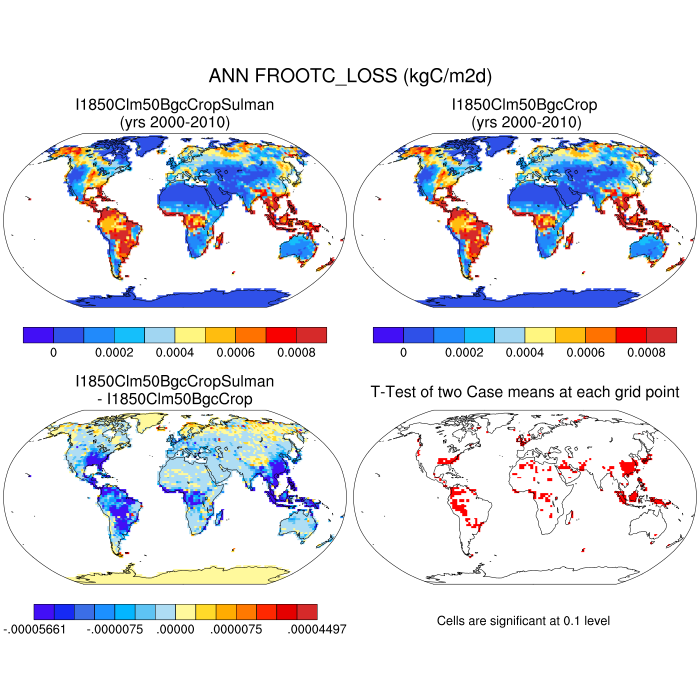 ANN FROOTC_LOSS (kgC/m2d)
I1850Clm50BgcCropSulman
(yrs 2000-2010)
I1850Clm50BgcCrop
(yrs 2000-2010)
0 0.0002 0.0004 0.0006 0.0008
0 0.0002 0.0004 0.0006 0.0008
I1850Clm50BgcCropSulman
- I1850Clm50BgcCrop
T-Test of two Case means at each grid point
-.00005661 -.0000075 .00000 .0000075 .00004497
Cells are significant at 0.1 level